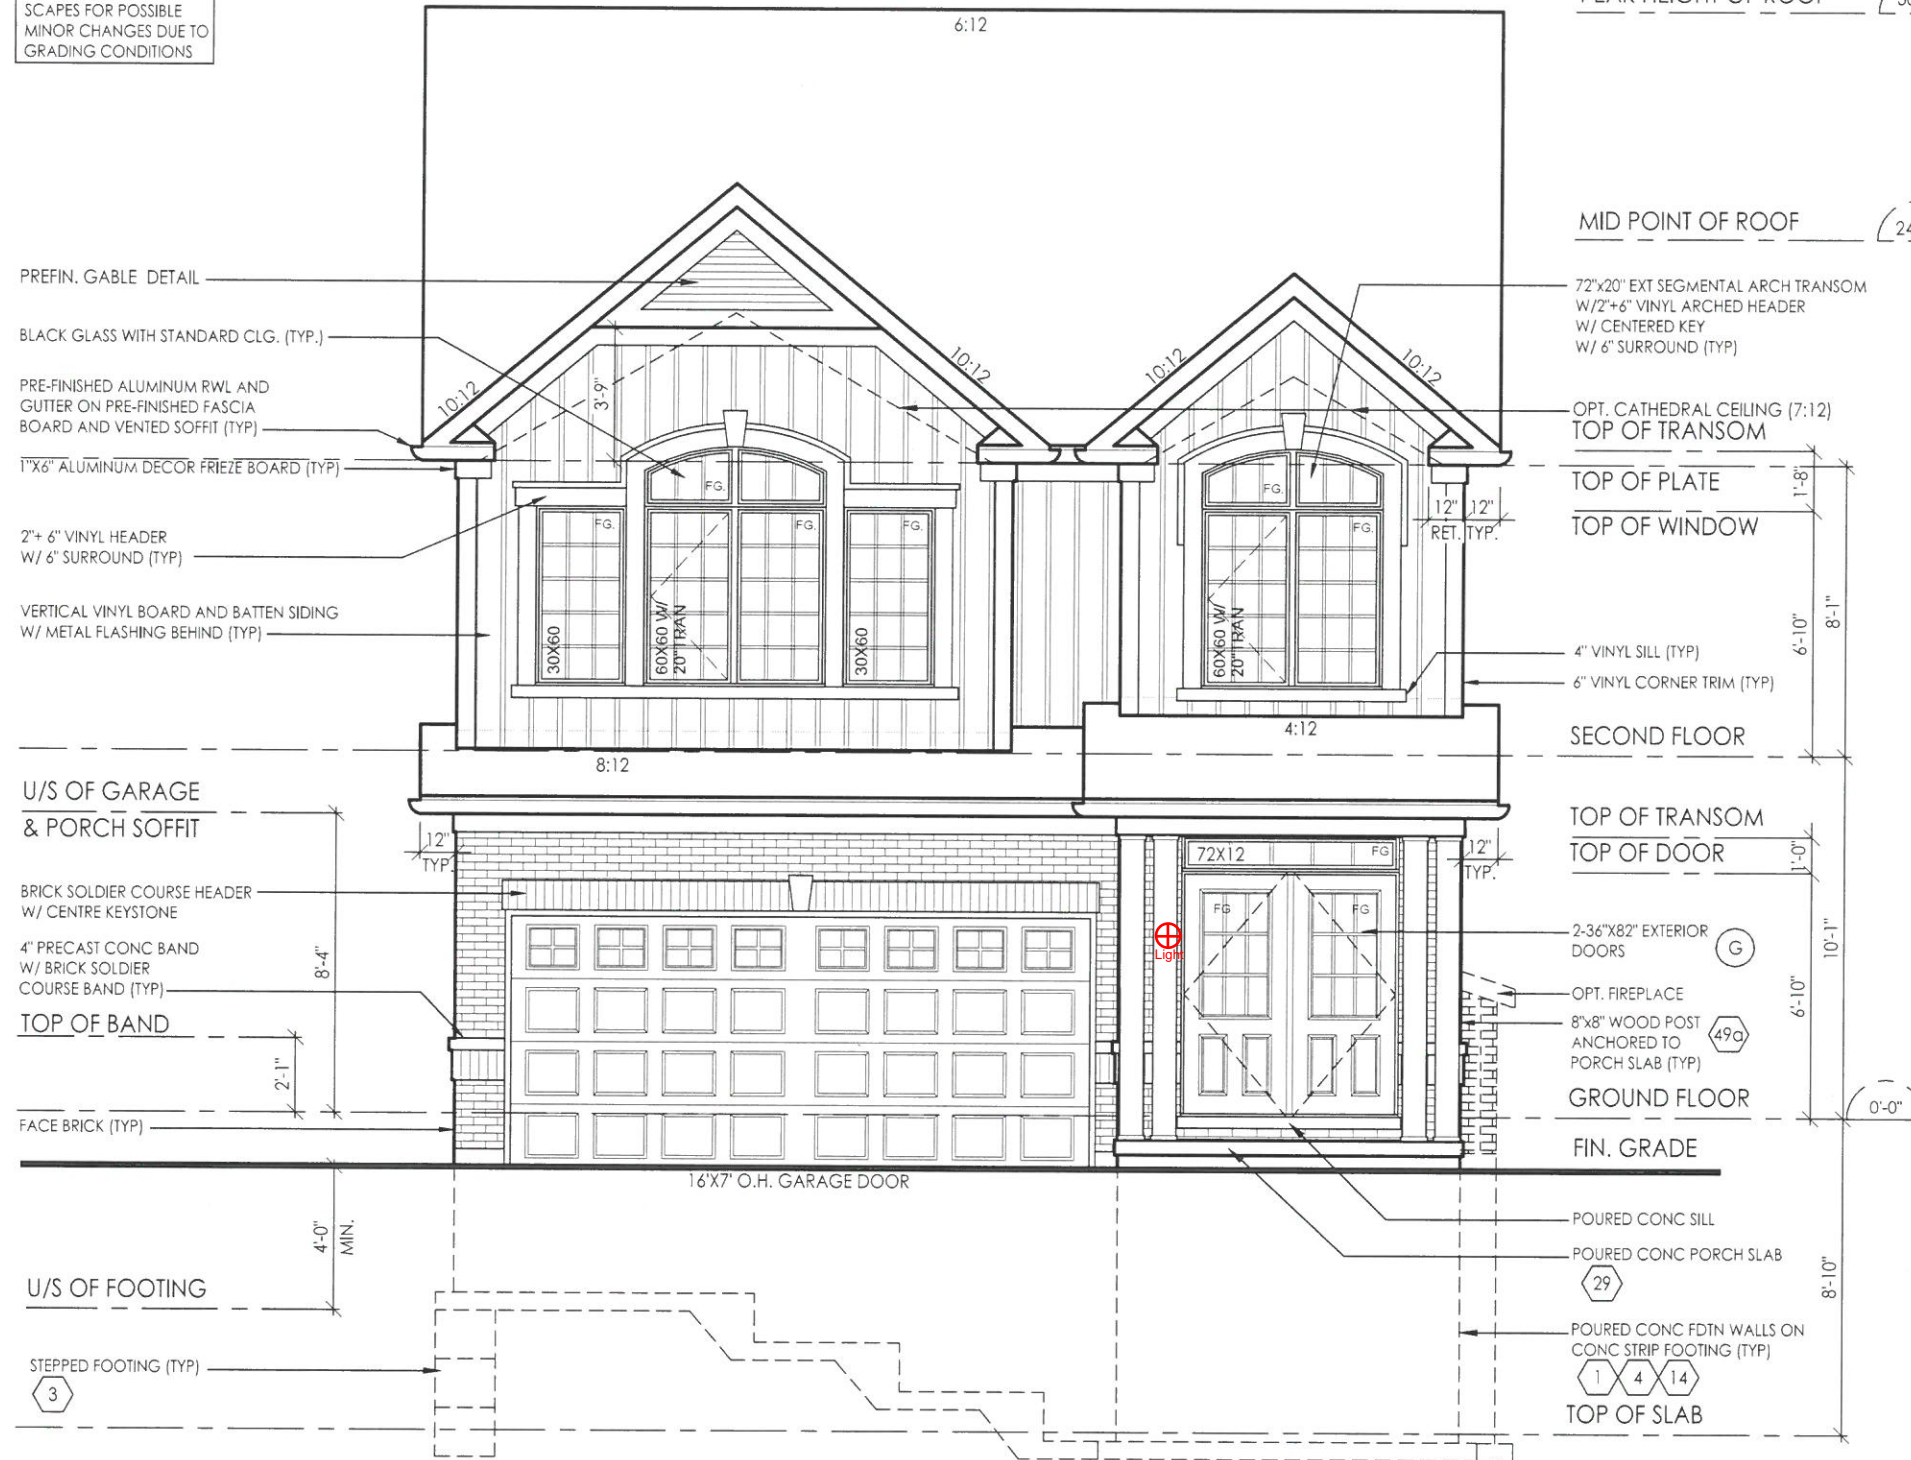 SCAPES FOR POSSIBLE
MINOR CHANGES DUE TO
GRADING CONDITIONS
6:12
MID POINT OF ROOF
24
PREFIN. GABLE DETAIL
BLACK GLASS WITH STANDARD CLG. (TYP.)
PRE-FINISHED ALUMINUM RWL AND
GUTTER ON PRE-FINISHED FASCIA
BOARD AND VENTED SOFFIT (TYP)
1"X6" ALUMINUM DECOR FRIEZE BOARD (TYP)
2"+ 6" VINYL HEADER
W/ 6" SURROUND (TYP)
VERTICAL VINYL BOARD AND BATTEN SIDING
W/ METAL FLASHING BEHIND (TYP)
10:12
10:12
10:12
10:12
3'-9"
FG.
FG.
FG.
FG.
30X60
60X60 W/
20"TRAN
30X60
FG.
FG.
60X60 W/
20"TRAN
72"x20" EXT SEGMENTAL ARCH TRANSOM
W/2"+6" VINYL ARCHED HEADER
W/ CENTERED KEY
W/ 6" SURROUND (TYP)
OPT. CATHEDRAL CEILING (7:12)
TOP OF TRANSOM
TOP OF PLATE
TOP OF WINDOW
12"
RET.
12"
TYP.
1'-8"
6'-10"
8'-1"
4" VINYL SILL (TYP)
6" VINYL CORNER TRIM (TYP)
SECOND FLOOR
8:12
4:12
U/S OF GARAGE
& PORCH SOFFIT
12"
TYP.
BRICK SOLDIER COURSE HEADER
W/ CENTRE KEYSTONE
4" PRECAST CONC BAND
W/ BRICK SOLDIER
COURSE BAND (TYP)
TOP OF BAND
8'-4"
2'-1"
FACE BRICK (TYP)
72X12
FG
FG
FG
Light
12"
TYP.
TOP OF TRANSOM
TOP OF DOOR
1'-0"
2-36"X82" EXTERIOR
DOORS
G
OPT. FIREPLACE
8"x8" WOOD POST
ANCHORED TO
PORCH SLAB (TYP)
49a
6'-10"
10'-1"
GROUND FLOOR
0'-0"
FIN. GRADE
16'X7' O.H. GARAGE DOOR
4'-0"
MIN.
U/S OF FOOTING
STEPPED FOOTING (TYP)
3
POURED CONC SILL
POURED CONC PORCH SLAB
29
8'-10"
POURED CONC FDTN WALLS ON
CONC STRIP FOOTING (TYP)
1
4
14
TOP OF SLAB